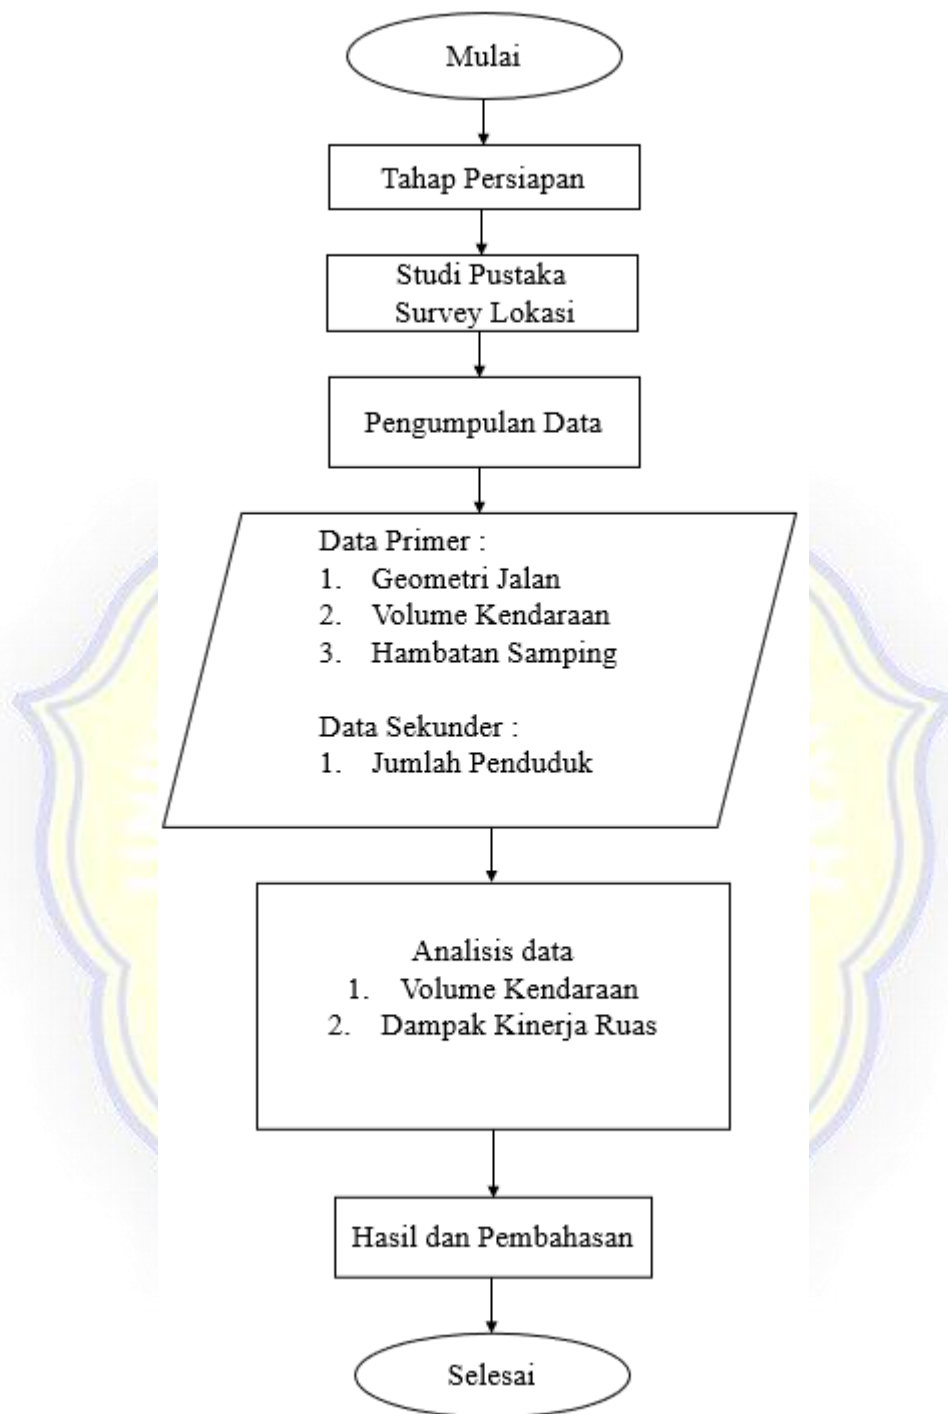 Mulai
Tahap Persiapan
Studi Pustaka
Survey Lokasi
Pengumpulan Data
Data Primer :
1. Geometri Jalan
2. Volume Kendaraan
3. Hambatan Samping
Data Sekunder :
1. Jumlah Penduduk
Analisis data
1. Volume Kendaraan
2. Dampak Kinerja Ruas
Hasil dan Pembahasan
Selesai